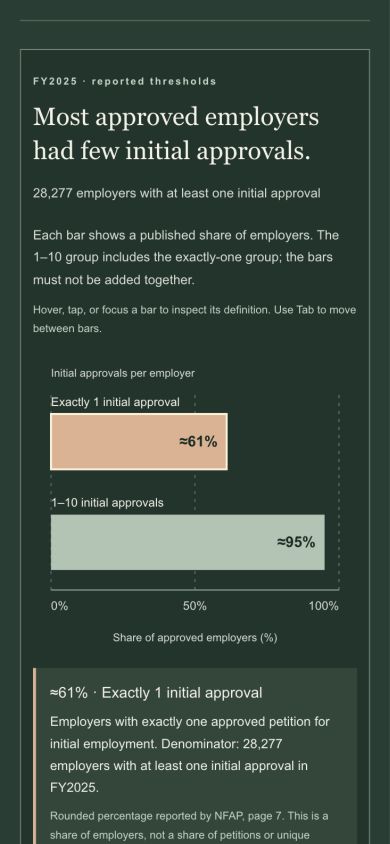 FY2025 · reported thresholds
Most approved employers
had few initial approvals.
28,277 employers with at least one initial approval
Each bar shows a published share of employers. The
1–10 group includes the exactly-one group; the bars
must not be added together.
Hover, tap, or focus a bar to inspect its definition. Use Tab to move
between bars.
Initial approvals per employer
Exactly 1 initial approval
≈61%
1–10 initial approvals
≈95%
0% 50% 100%
Share of approved employers (%)
≈61% · Exactly 1 initial approval
Employers with exactly one approved petition for
initial employment. Denominator: 28,277
employers with at least one initial approval in
FY2025.
Rounded percentage reported by NFAP, page 7. This is a
share of employers, not a share of petitions or unique